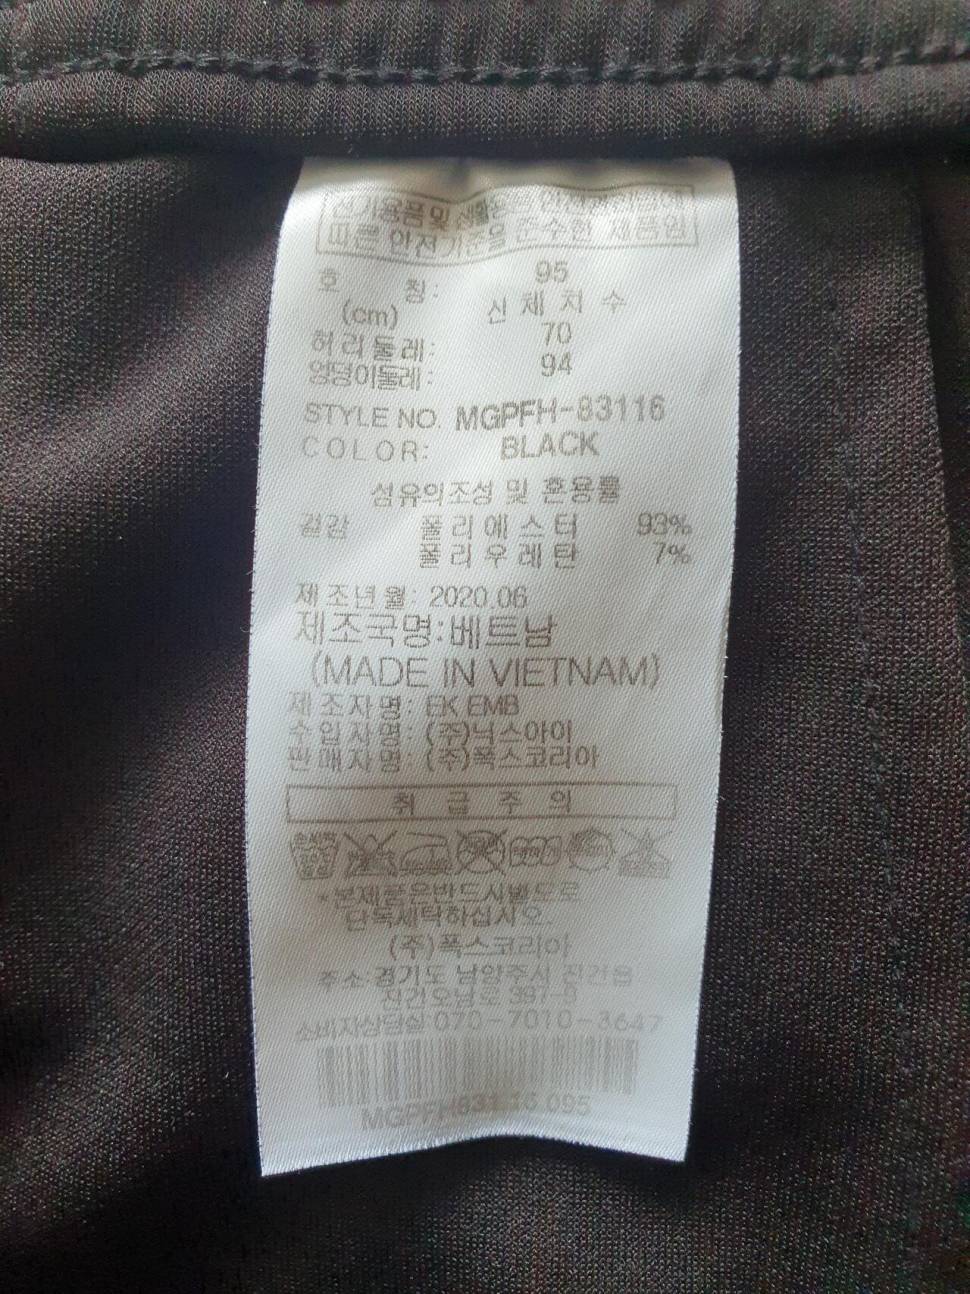 전기용품 및 생활용품 안전관리법에
따른 안전기준을 준수한 제품임
호 칭: 95
(cm) 신 체 치 수
허리둘레: 70
엉덩이둘레: 94
STYLE NO. MGPFH-83116
COLOR: BLACK
섬유의조성 및 혼용률
겉감 폴리에스터 93%
폴리우레탄 7%
제조년월: 2020.06
제조국명:베트남
(MADE IN VIETNAM)
제조자명: EK EMB
수입자명: (주)닉스아이
판매자명: (주)폭스코리아
취 급 주 의
손세탁
*본제품은반드시별도로
단독세탁하십시오.
(주)폭스코리아
주소:경기도 남양주시 진건읍
진건오남로 397-8
소비자상담실 070-7010-3647
MGPFH83116 095